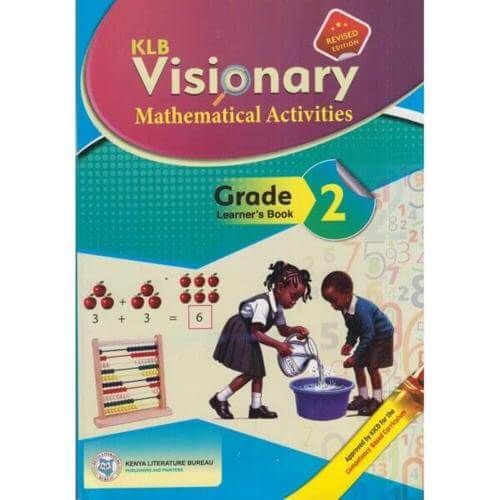 REVISED
EDITION
KLB
Visionary
Mathematical Activities
Grade 2
Learner's Book
3 + 3 = 6
Approved by KICD for the
Competency Based Curriculum
KENYA LITERATURE BUREAU
PUBLISHERS AND PRINTERS